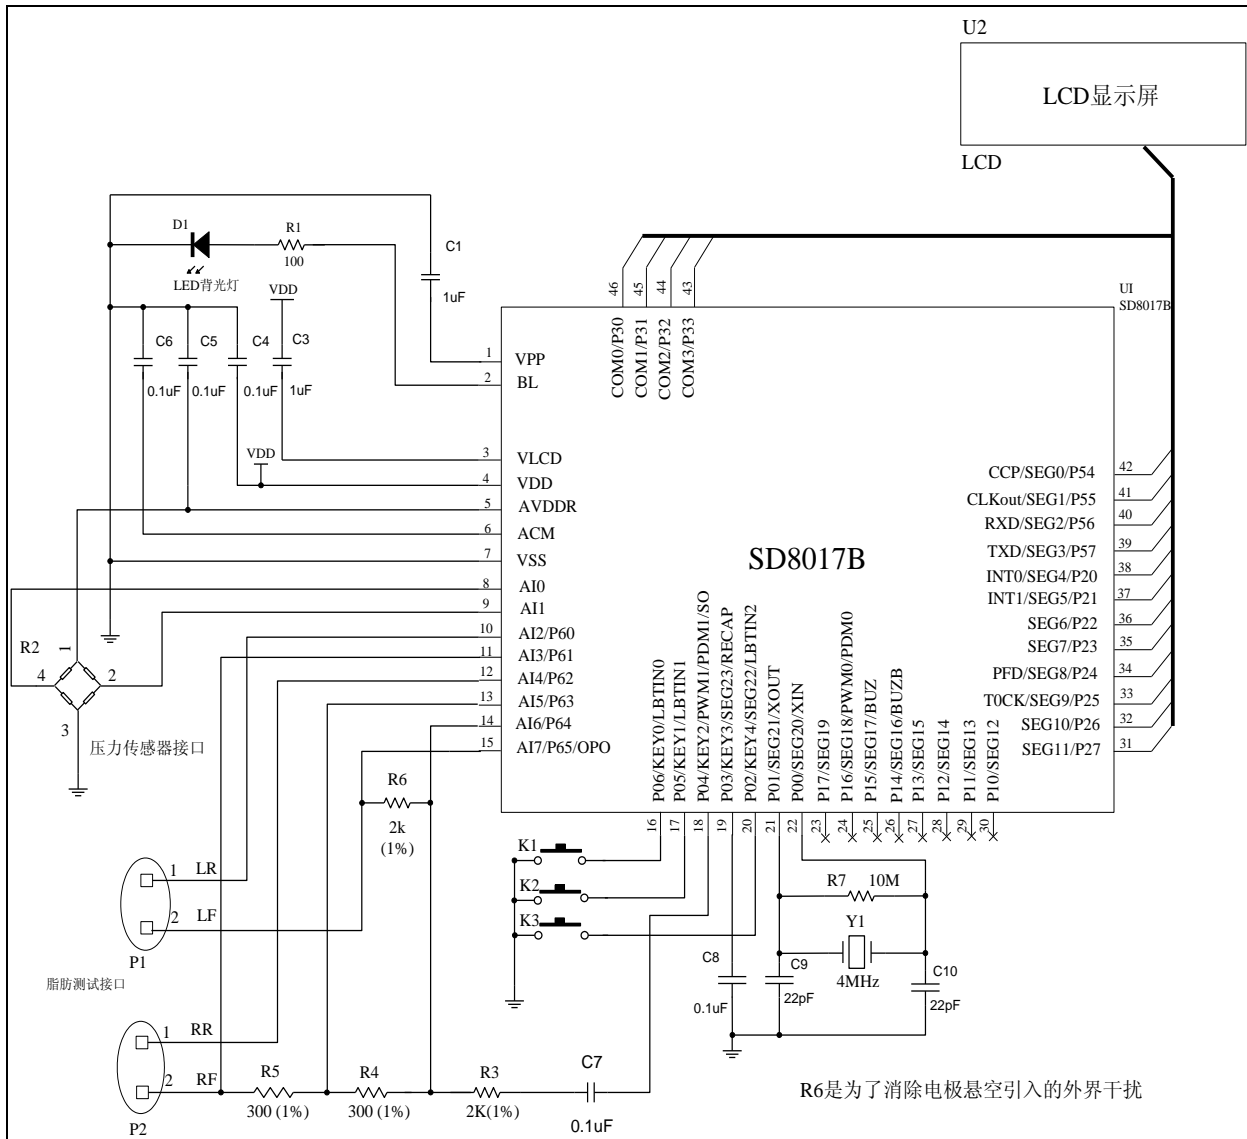 U2
LCD显示屏
LCD
D1
R1
100
LED背光灯
C1
1uF
VDD
C6
0.1uF
C5
0.1uF
C4
0.1uF
C3
1uF
VDD
UI
SD8017B
46
45
44
43
COM0/P30
COM1/P31
COM2/P32
COM3/P33
1
VPP
2
BL
3
VLCD
4
VDD
5
AVDDR
6
ACM
7
VSS
8
AI0
9
AI1
10
AI2/P60
11
AI3/P61
12
AI4/P62
13
AI5/P63
14
AI6/P64
15
AI7/P65/OPO
SD8017B
CCP/SEG0/P54
42
CLKout/SEG1/P55
41
RXD/SEG2/P56
40
TXD/SEG3/P57
39
INT0/SEG4/P20
38
INT1/SEG5/P21
37
SEG6/P22
36
SEG7/P23
35
PFD/SEG8/P24
34
T0CK/SEG9/P25
33
SEG10/P26
32
SEG11/P27
31
P06/KEY0/LBTIN0
P05/KEY1/LBTIN1
P04/KEY2/PWM1/PDM1/SO
P03/KEY3/SEG23/RECAP
P02/KEY4/SEG22/LBTIN2
P01/SEG21/XOUT
P00/SEG20/XIN
P17/SEG19
P16/SEG18/PWM0/PDM0
P15/SEG17/BUZ
P14/SEG16/BUZB
P13/SEG15
P12/SEG14
P11/SEG13
P10/SEG12
16
17
18
19
20
21
22
23
24
25
26
27
28
29
30
R2
1
4
2
3
压力传感器接口
R6
2k
(1%)
K1
K2
K3
R7
10M
Y1
4MHz
C8
0.1uF
C9
22pF
C10
22pF
1
LR
2
LF
P1
脂肪测试接口
1
RR
2
RF
P2
R5
300 (1%)
R4
300 (1%)
R3
2K(1%)
C7
0.1uF
R6是为了消除电极悬空引入的外界干扰